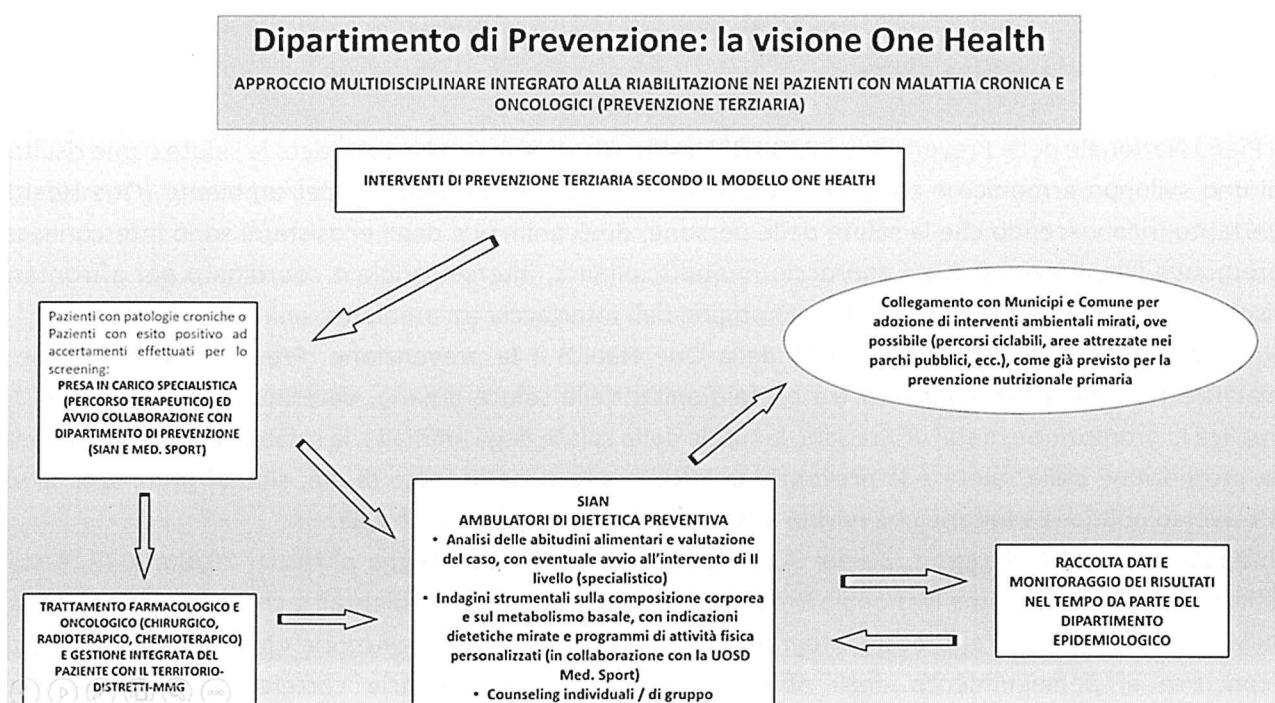 Dipartimento di Prevenzione: la visione One Health
APPROCCIO MULTIDISCIPLINARE INTEGRATO ALLA RIABILITAZIONE NEI PAZIENTI CON MALATTIA CRONICA E
ONCOLOGICI (PREVENZIONE TERZIARIA)
INTERVENTI DI PREVENZIONE TERZIARIA SECONDO IL MODELLO ONE HEALTH
Pazienti con patologie croniche o
Pazienti con esito positivo ad
accertamenti effettuati per lo
screening:
PRESA IN CARICO SPECIALISTICA
(PERCORSO TERAPEUTICO) ED
AVVIO COLLABORAZIONE CON
DIPARTIMENTO DI PREVENZIONE
(SIAN E MED. SPORT)
Collegamento con Municipi e Comune per
adozione di interventi ambientali mirati, ove
possibile (percorsi ciclabili, aree attrezzate nei
parchi pubblici, ecc.), come già previsto per la
prevenzione nutrizionale primaria
TRATTAMENTO FARMACOLOGICO E
ONCOLOGICO (CHIRURGICO,
RADIOTERAPICO, CHEMIOTERAPICO)
E GESTIONE INTEGRATA DEL
PAZIENTE CON IL TERRITORIO-
DISTRETTI-MMG
SIAN
AMBULATORI DI DIETETICA PREVENTIVA
• Analisi delle abitudini alimentari e valutazione
del caso, con eventuale avvio all'intervento di II
livello (specialistico)
• Indagini strumentali sulla composizione corporea
e sul metabolismo basale, con indicazioni
dietetiche mirate e programmi di attività fisica
personalizzati (in collaborazione con la UOSD
Med. Sport)
• Counseling individuali / di gruppo
RACCOLTA DATI E
MONITORAGGIO DEI RISULTATI
NEL TEMPO DA PARTE DEL
DIPARTIMENTO
EPIDEMIOLOGICO